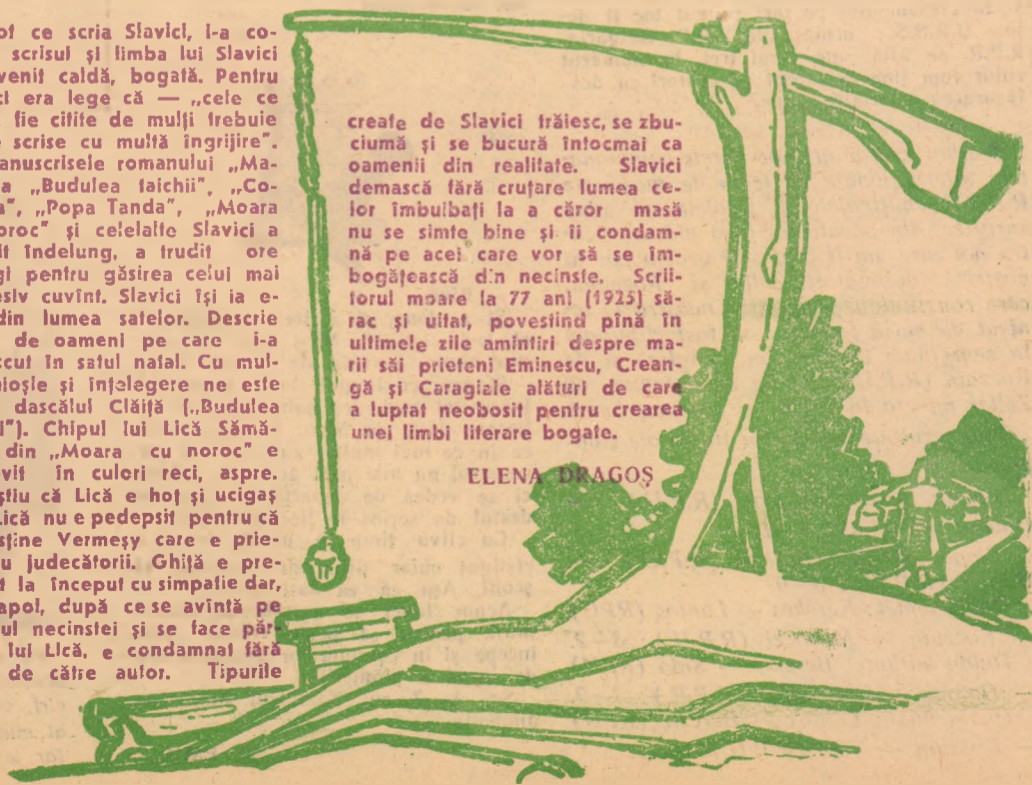 ot ce scria Slavici, i-a co-
scrisul și limba lui Slavici
venit caldă, bogată. Pentru
ci era lege că — „cele ce
fie citite de mulți trebuie
scrise cu multă îngrijire”.
anuscrisele romanului „Ma-
a „Budulea taichii”, „Co-
a”, „Popa Tanda”, „Moara
oroc” și celelalte Slavici a
it îndelung, a trudit ore
gi pentru găsirea celui mai
esiv cuvînt. Slavici își ia e-
din lumea satelor. Descrie
de oameni pe care i-a
scut în satul natal. Cu mul-
oșie și înțelegere ne este
dascălul Clăiță („Budulea
i”). Chipul lui Lică Sămă-
din „Moara cu noroc” e
vit în culori reci, aspre.
știu că Lică e hoț și ucigaș
Lică nu e pedepsit pentru că
sține Vermeșy care e prie-
u judecătorii. Ghiță e pre-
t la început cu simpatie dar,
apoi, după ce se avîntă pe
ul necinstei și se face păr-
lui Lică, e condamnat fără
de către autor. Tipurile
create de Slavici trăiesc, se zbu-
ciumă și se bucură întocmai ca
oamenii din realitate. Slavici
demască fără cruțare lumea ce-
lor îmbuibați la a căror masă
nu se simte bine și îi condam-
nă pe acei care vor să se îm-
bogățească din necinste. Scrii-
torul moare la 77 ani (1925) să-
rac și uitat, povestind pînă în
ultimele zile amintiri despre ma-
rii săi prieteni Eminescu, Crean-
gă și Caragiale alături de care
a luptat neobosit pentru crearea
unei limbi literare bogate.
ELENA DRAGOȘ